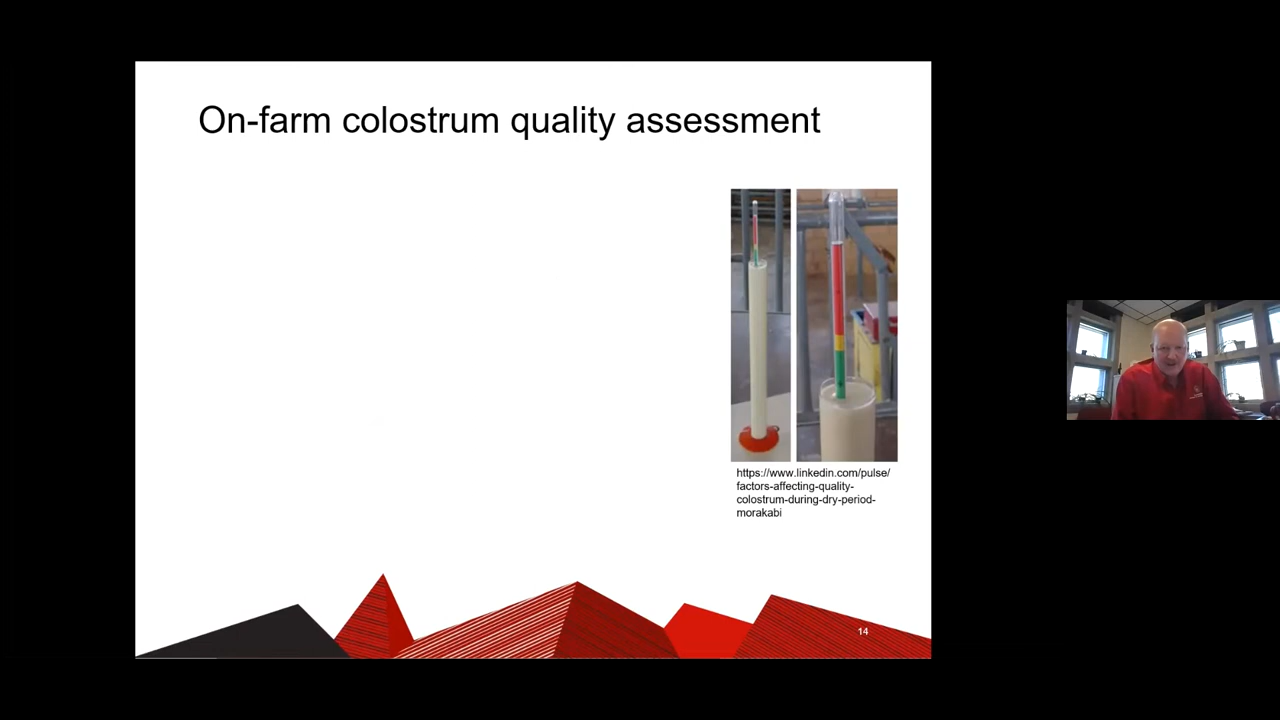 On-farm colostrum quality assessment
https://www.linkedin.com/pulse/
factors-affecting-quality-
colostrum-during-dry-period-
morakabi
14